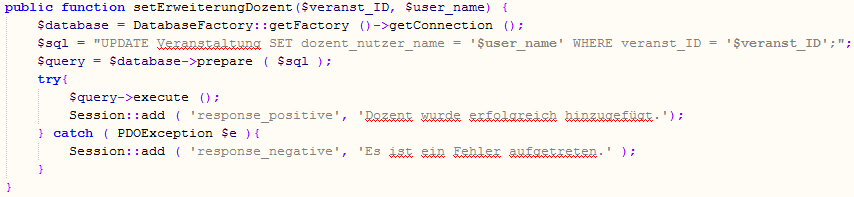 public function setErweiterungDozent($veranst_ID, $user_name) {
$database = DatabaseFactory::getFactory ()->getConnection ();
$sql = "UPDATE Veranstaltung SET dozent_nutzer_name = '$user_name' WHERE veranst_ID = '$veranst_ID';";
$query = $database->prepare ( $sql );
try{
$query->execute ();
Session::add ( 'response_positive', 'Dozent wurde erfolgreich hinzugefügt.');
} catch ( PDOException $e ){
Session::add ( 'response_negative', 'Es ist ein Fehler aufgetreten.' );
}
}